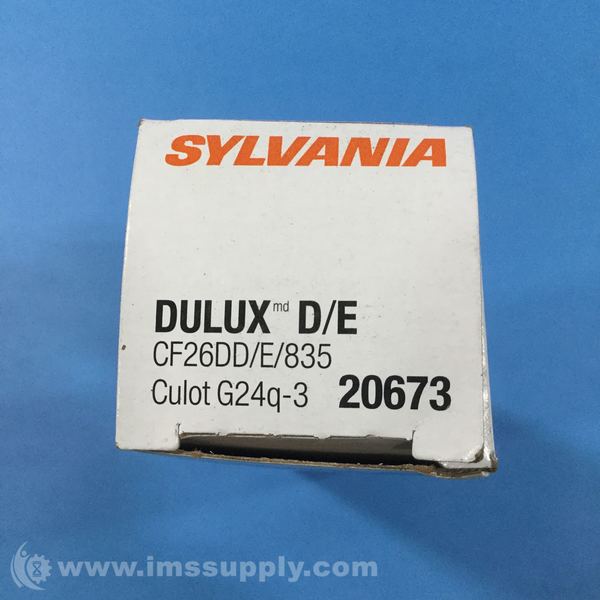 SYLVANIA
DULUX md D/E
CF26DD/E/835
Culot G24q-3 20673
www.imssupply.com